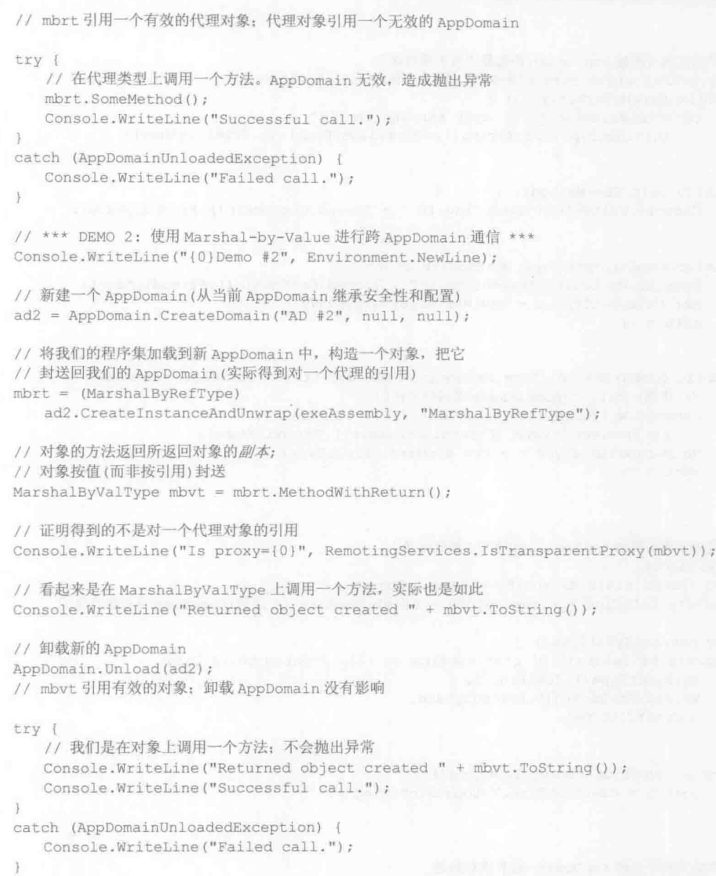 // mbrt 引用一个有效的代理对象；代理对象引用一个无效的 AppDomain
try {
// 在代理类型上调用一个方法。AppDomain 无效，造成抛出异常
mbrt.SomeMethod();
Console.WriteLine("Successful call.");
}
catch (AppDomainUnloadedException) {
Console.WriteLine("Failed call.");
}
// *** DEMO 2: 使用 Marshal-by-Value 进行跨 AppDomain 通信 ***
Console.WriteLine("{0}Demo #2", Environment.NewLine);
// 新建一个 AppDomain(从当前 AppDomain 继承安全性和配置)
ad2 = AppDomain.CreateDomain("AD #2", null, null);
// 将我们的程序集加载到新 AppDomain 中，构造一个对象，把它
// 封送回我们的 AppDomain(实际得到对一个代理的引用)
mbrt = (MarshalByRefType)
ad2.CreateInstanceAndUnwrap(exeAssembly, "MarshalByRefType");
// 对象的方法返回所返回对象的副本;
// 对象按值(而非按引用)封送
MarshalByValType mbvt = mbrt.MethodWithReturn();
// 证明得到的不是对一个代理对象的引用
Console.WriteLine("Is proxy={0}", RemotingServices.IsTransparentProxy(mbvt));
// 看起来是在 MarshalByValType 上调用一个方法，实际也是如此
Console.WriteLine("Returned object created " + mbvt.ToString());
// 卸载新的 AppDomain
AppDomain.Unload(ad2);
// mbvt 引用有效的对象；卸载 AppDomain 没有影响
try {
// 我们是在对象上调用一个方法；不会抛出异常
Console.WriteLine("Returned object created " + mbvt.ToString());
Console.WriteLine("Successful call.");
}
catch (AppDomainUnloadedException) {
Console.WriteLine("Failed call.");
}